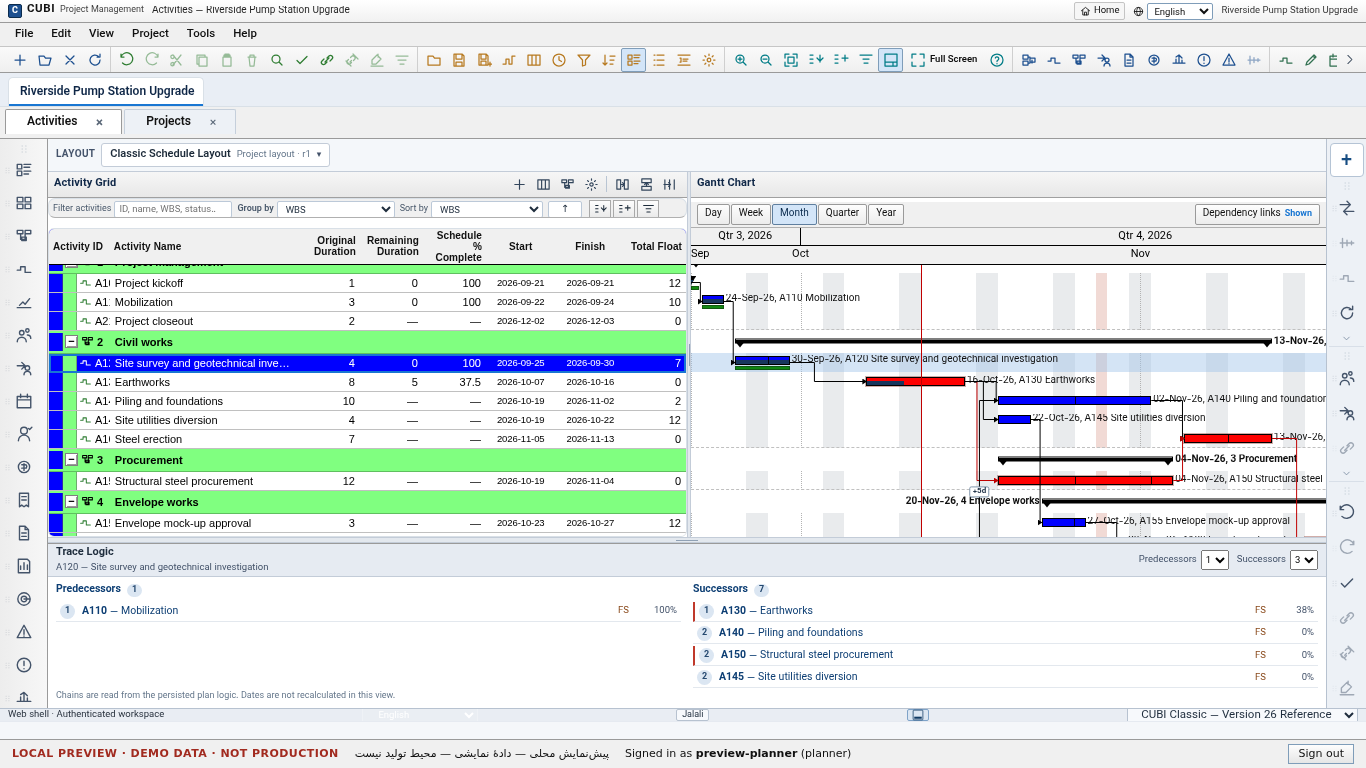 CUBI Project Management Activities — Riverside Pump Station Upgrade Home English Riverside Pump Station Upgrade
File Edit View Project Tools Help
Full Screen
Riverside Pump Station Upgrade
Activities × Projects ×
LAYOUT Classic Schedule Layout Project layout · r1
Activity Grid
Gantt Chart
Filter activities ID, name, WBS, status.. Group by WBS Sort by WBS ↑
Day Week Month Quarter Year Dependency links Shown
Activity ID Activity Name Original Duration Remaining Duration Schedule % Complete Start Finish Total Float
Qtr 3, 2026 Qtr 4, 2026
Sep Oct Nov
Project kickoff 1 0 100 2026-09-21 2026-09-21 12
Mobilization 3 0 100 2026-09-22 2026-09-24 10
24-Sep-26, A110 Mobilization
Project closeout 2 — — 2026-12-02 2026-12-03 0
2 Civil works
13-Nov-26,
Site survey and geotechnical inve... 4 0 100 2026-09-25 2026-09-30 7
30-Sep-26, A120 Site survey and geotechnical investigation
Earthworks 8 5 37.5 2026-10-07 2026-10-16 0
16-Oct-26, A130 Earthworks
Piling and foundations 10 — — 2026-10-19 2026-11-02 2
02-Nov-26, A140 Piling and foundation
Site utilities diversion 4 — — 2026-10-19 2026-10-22 12
22-Oct-26, A145 Site utilities diversion
Steel erection 7 — — 2026-11-05 2026-11-13 0
13-Nov-26,
3 Procurement
04-Nov-26, 3 Procurement
Structural steel procurement 12 — — 2026-10-19 2026-11-04 0
04-Nov-26, A150 Structural steel
+5d
4 Envelope works
20-Nov-26, 4 Envelope works
Envelope mock-up approval 3 — — 2026-10-23 2026-10-27 12
27-Oct-26, A155 Envelope mock-up approval
Trace Logic
A120 — Site survey and geotechnical investigation
Predecessors 1 Successors 3
Predecessors 1
1 A110 — Mobilization FS 100%
Chains are read from the persisted plan logic. Dates are not recalculated in this view.
Successors 7
1 A130 — Earthworks FS 38%
2 A140 — Piling and foundations FS 0%
2 A150 — Structural steel procurement FS 0%
2 A145 — Site utilities diversion FS 0%
Web shell · Authenticated workspace English Jalali CUBI Classic — Version 26 Reference
LOCAL PREVIEW · DEMO DATA · NOT PRODUCTION پیش‌نمایش محلی — دادهٔ نمایشی — محیط تولید نیست Signed in as preview-planner (planner) Sign out